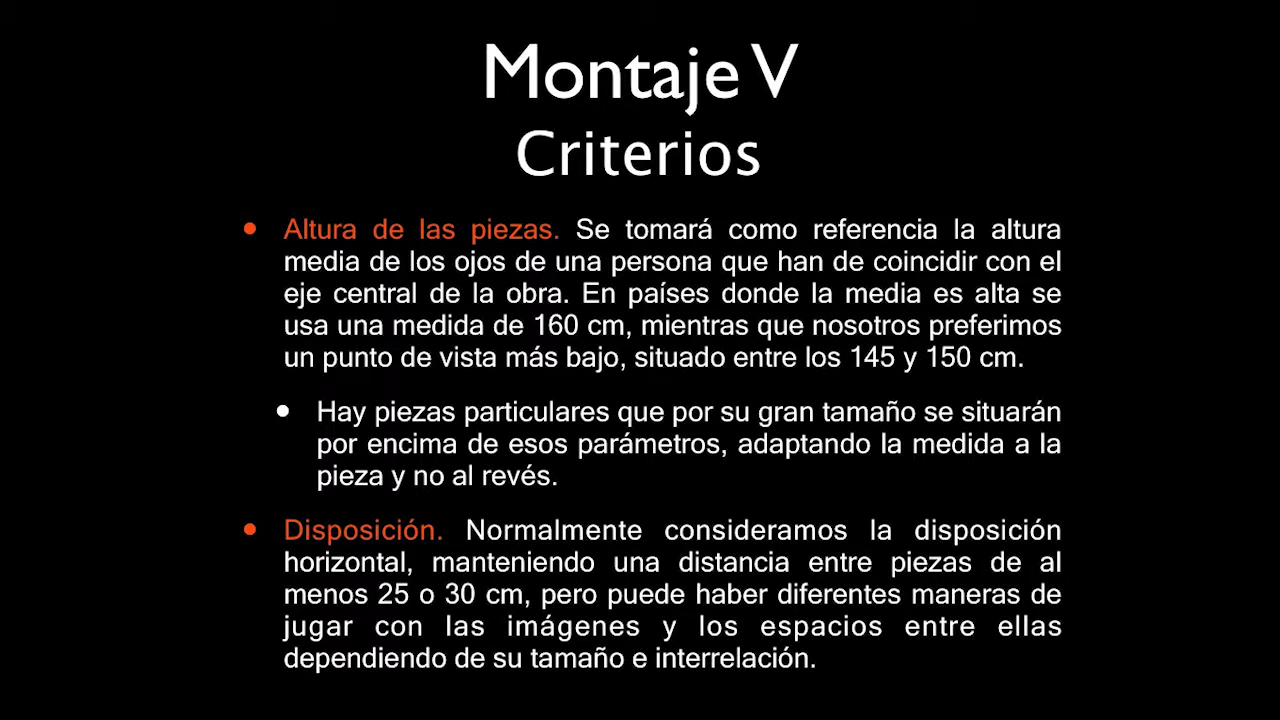 Montaje V
Criterios
• Altura de las piezas. Se tomará como referencia la altura
media de los ojos de una persona que han de coincidir con el
eje central de la obra. En países donde la media es alta se
usa una medida de 160 cm, mientras que nosotros preferimos
un punto de vista más bajo, situado entre los 145 y 150 cm.
• Hay piezas particulares que por su gran tamaño se situarán
por encima de esos parámetros, adaptando la medida a la
pieza y no al revés.
• Disposición. Normalmente consideramos la disposición
horizontal, manteniendo una distancia entre piezas de al
menos 25 o 30 cm, pero puede haber diferentes maneras de
jugar con las imágenes y los espacios entre ellas
dependiendo de su tamaño e interrelación.